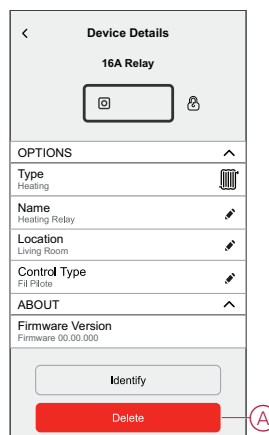 Device Details
16A Relay
OPTIONS
Type
Heating
Name
Heating Relay
Location
Living Room
Control Type
Fil Pilote
ABOUT
Firmware Version
Firmware 00.00.000
Identify
Delete
A